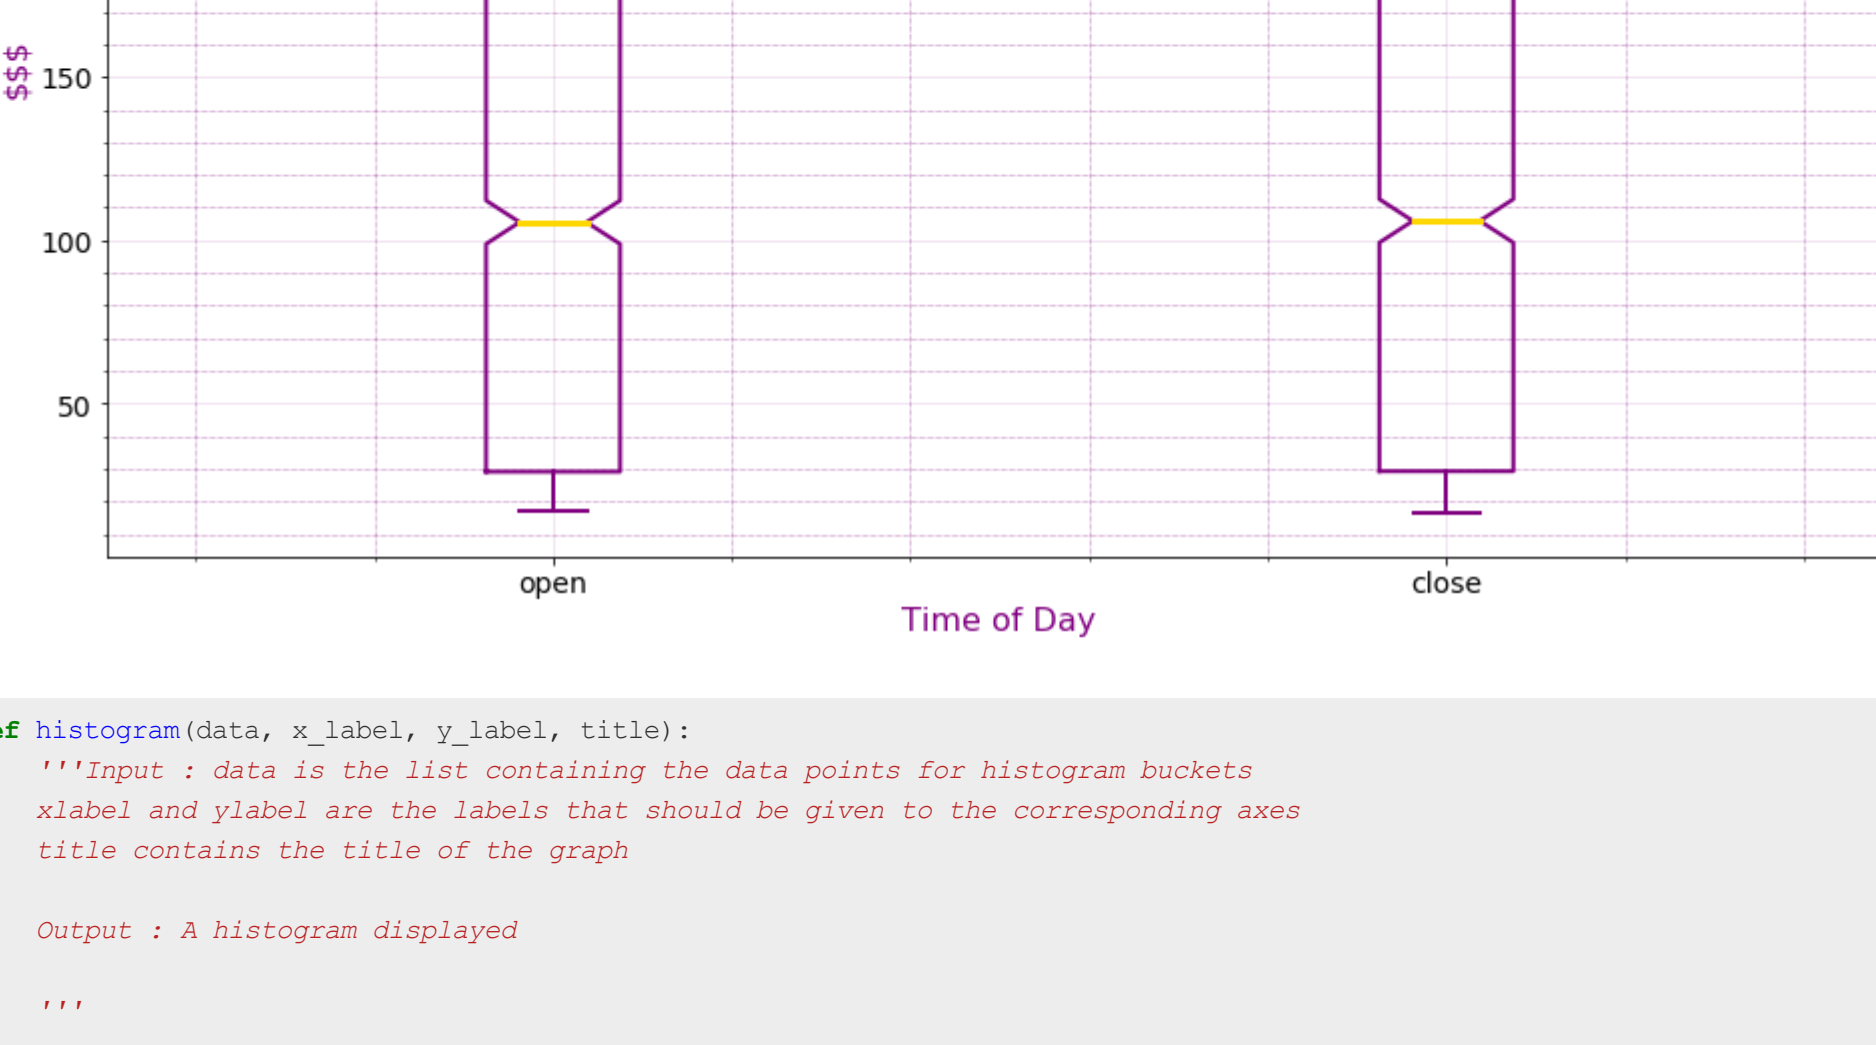 $$$
150
100
50
open close
Time of Day
ef histogram(data, x_label, y_label, title):
'''Input : data is the list containing the data points for histogram buckets
xlabel and ylabel are the labels that should be given to the corresponding axes
title contains the title of the graph
Output : A histogram displayed
'''